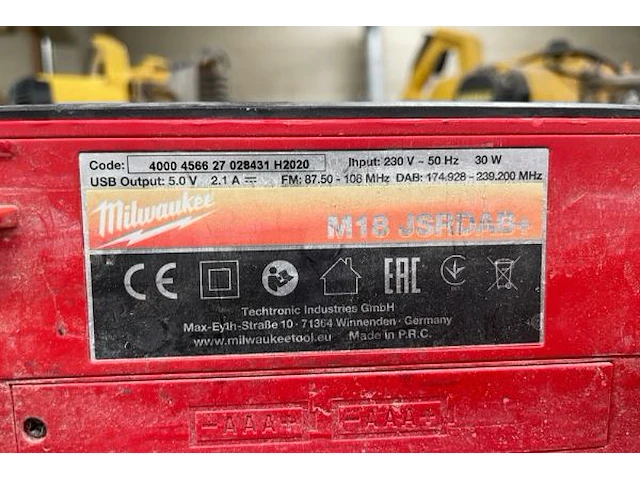 Code: 4000 4566 27 028431 H2020 Input: 230 V ~ 50 Hz 30 W
USB Output: 5.0 V 2.1 A ⎓ FM: 87.50 - 108 MHz DAB: 174.928 - 239.200 MHz
Milwaukee
M18 JSRDAB+
CE EAC
Techtronic Industries GmbH
Max-Eyth-Straße 10 · 71364 Winnenden · Germany
www.milwaukeetool.eu Made in P.R.C.
-AAA+ -AAA+